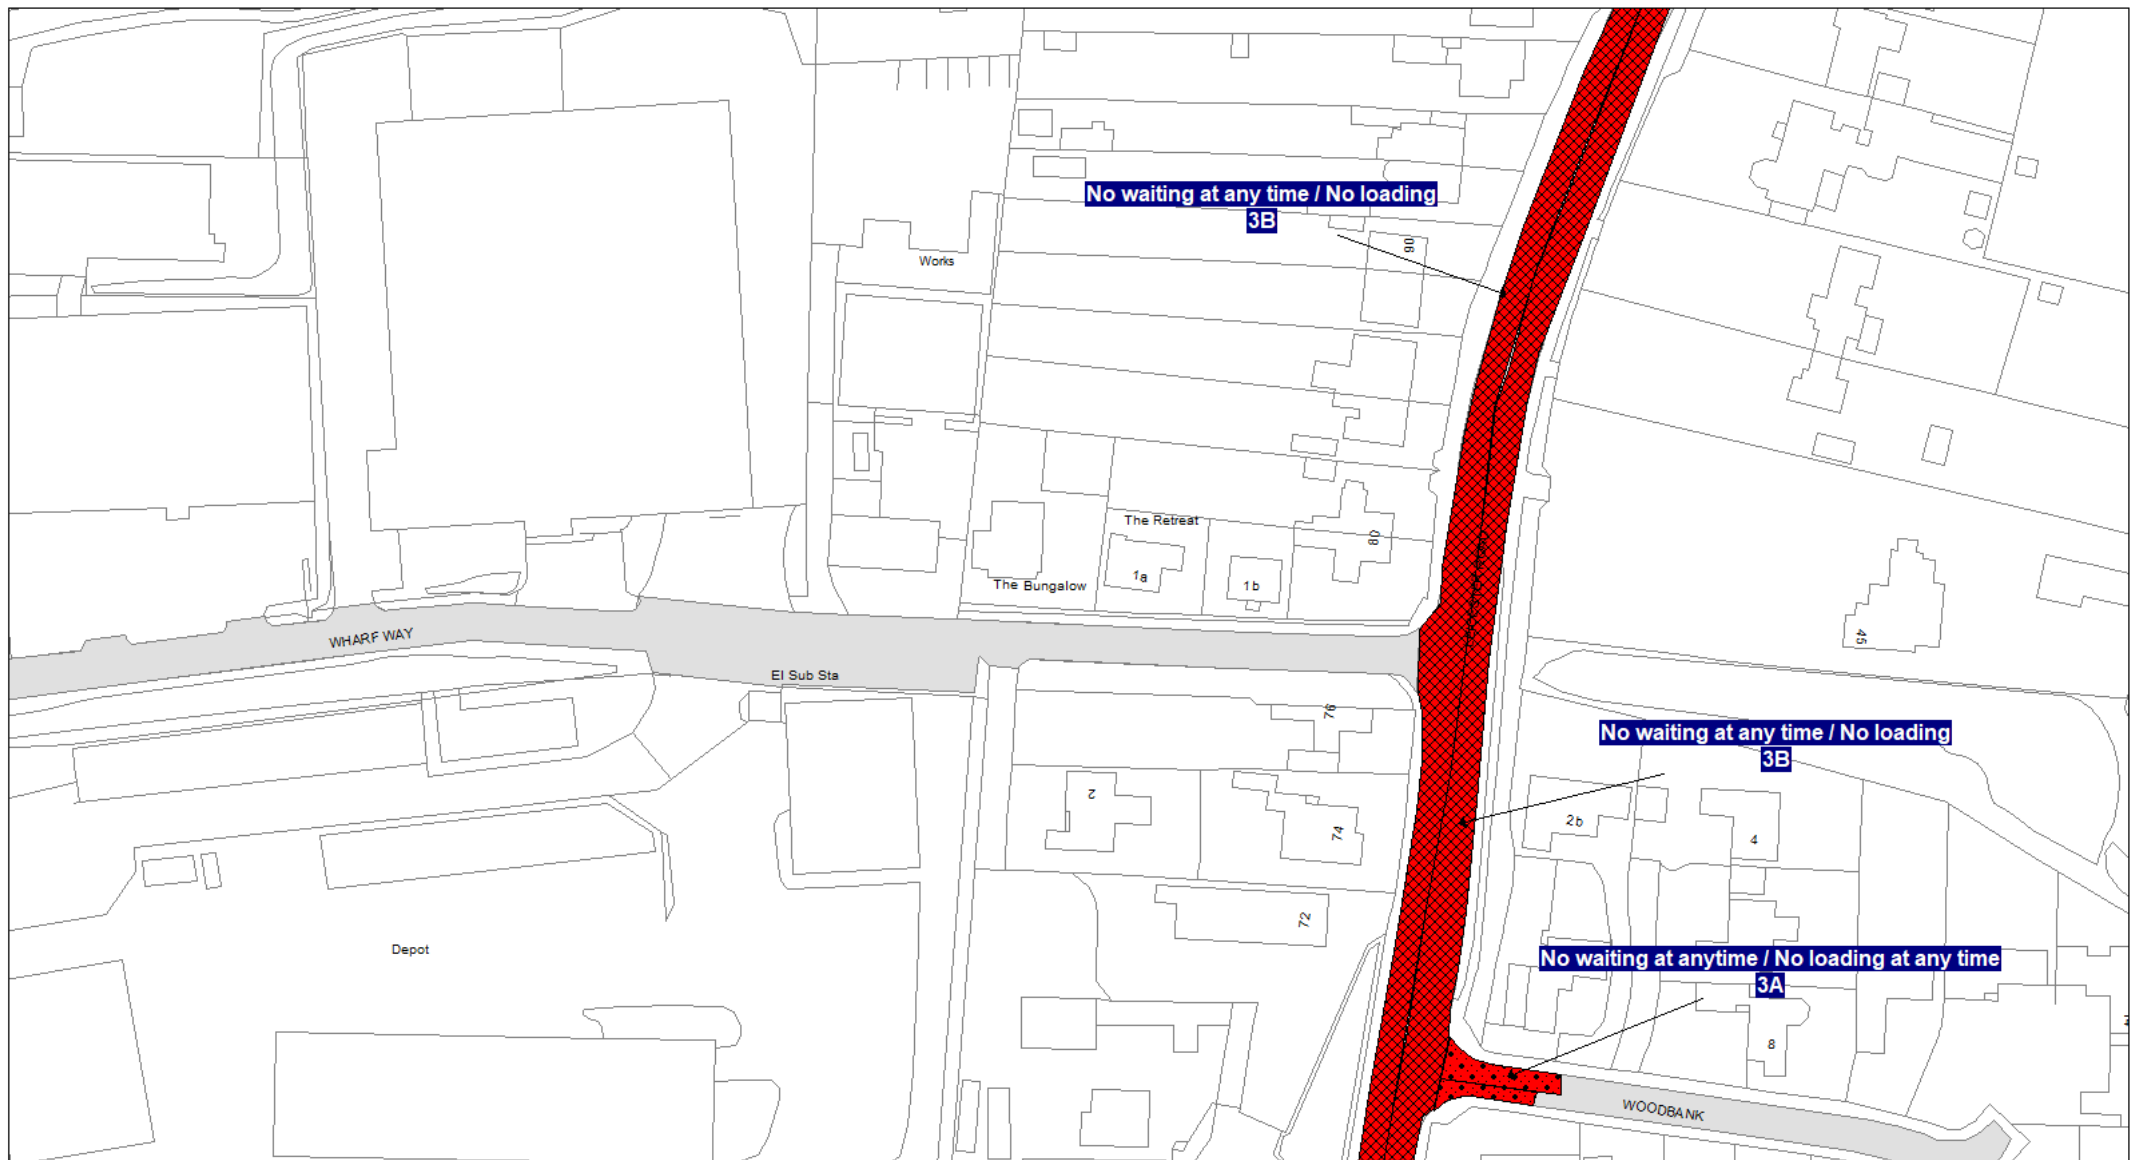 No waiting at any time / No loading
3B
90
Works
The Retreat
80
1a
1b
The Bungalow
45
WHARF WAY
El Sub Sta
76
No waiting at any time / No loading
3B
2
2b
74
4
72
Depot
No waiting at anytime / No loading at any time
3A
8
WOODBANK